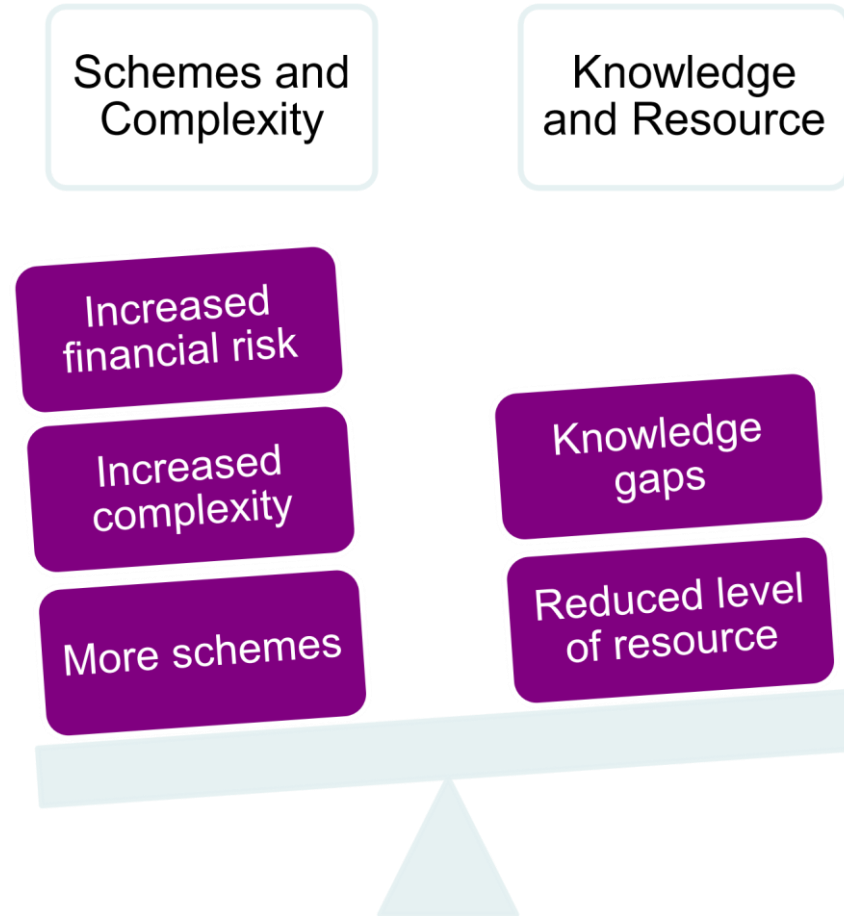 Schemes and
Complexity
Knowledge
and Resource
Increased
financial risk
Increased
complexity
More schemes
Knowledge
gaps
Reduced level
of resource